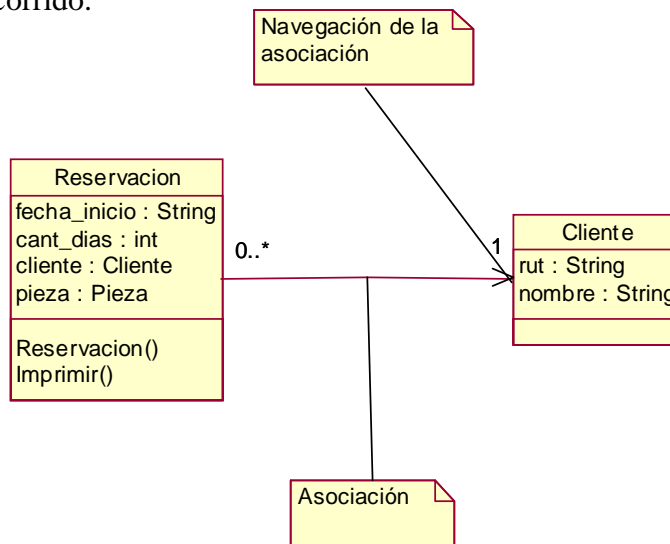 Navegación de la
asociación
Reservacion
fecha_inicio : String
cant_dias : int
cliente : Cliente
pieza : Pieza
Reservacion()
Imprimir()
0..*
1
Cliente
rut : String
nombre : String
Asociación